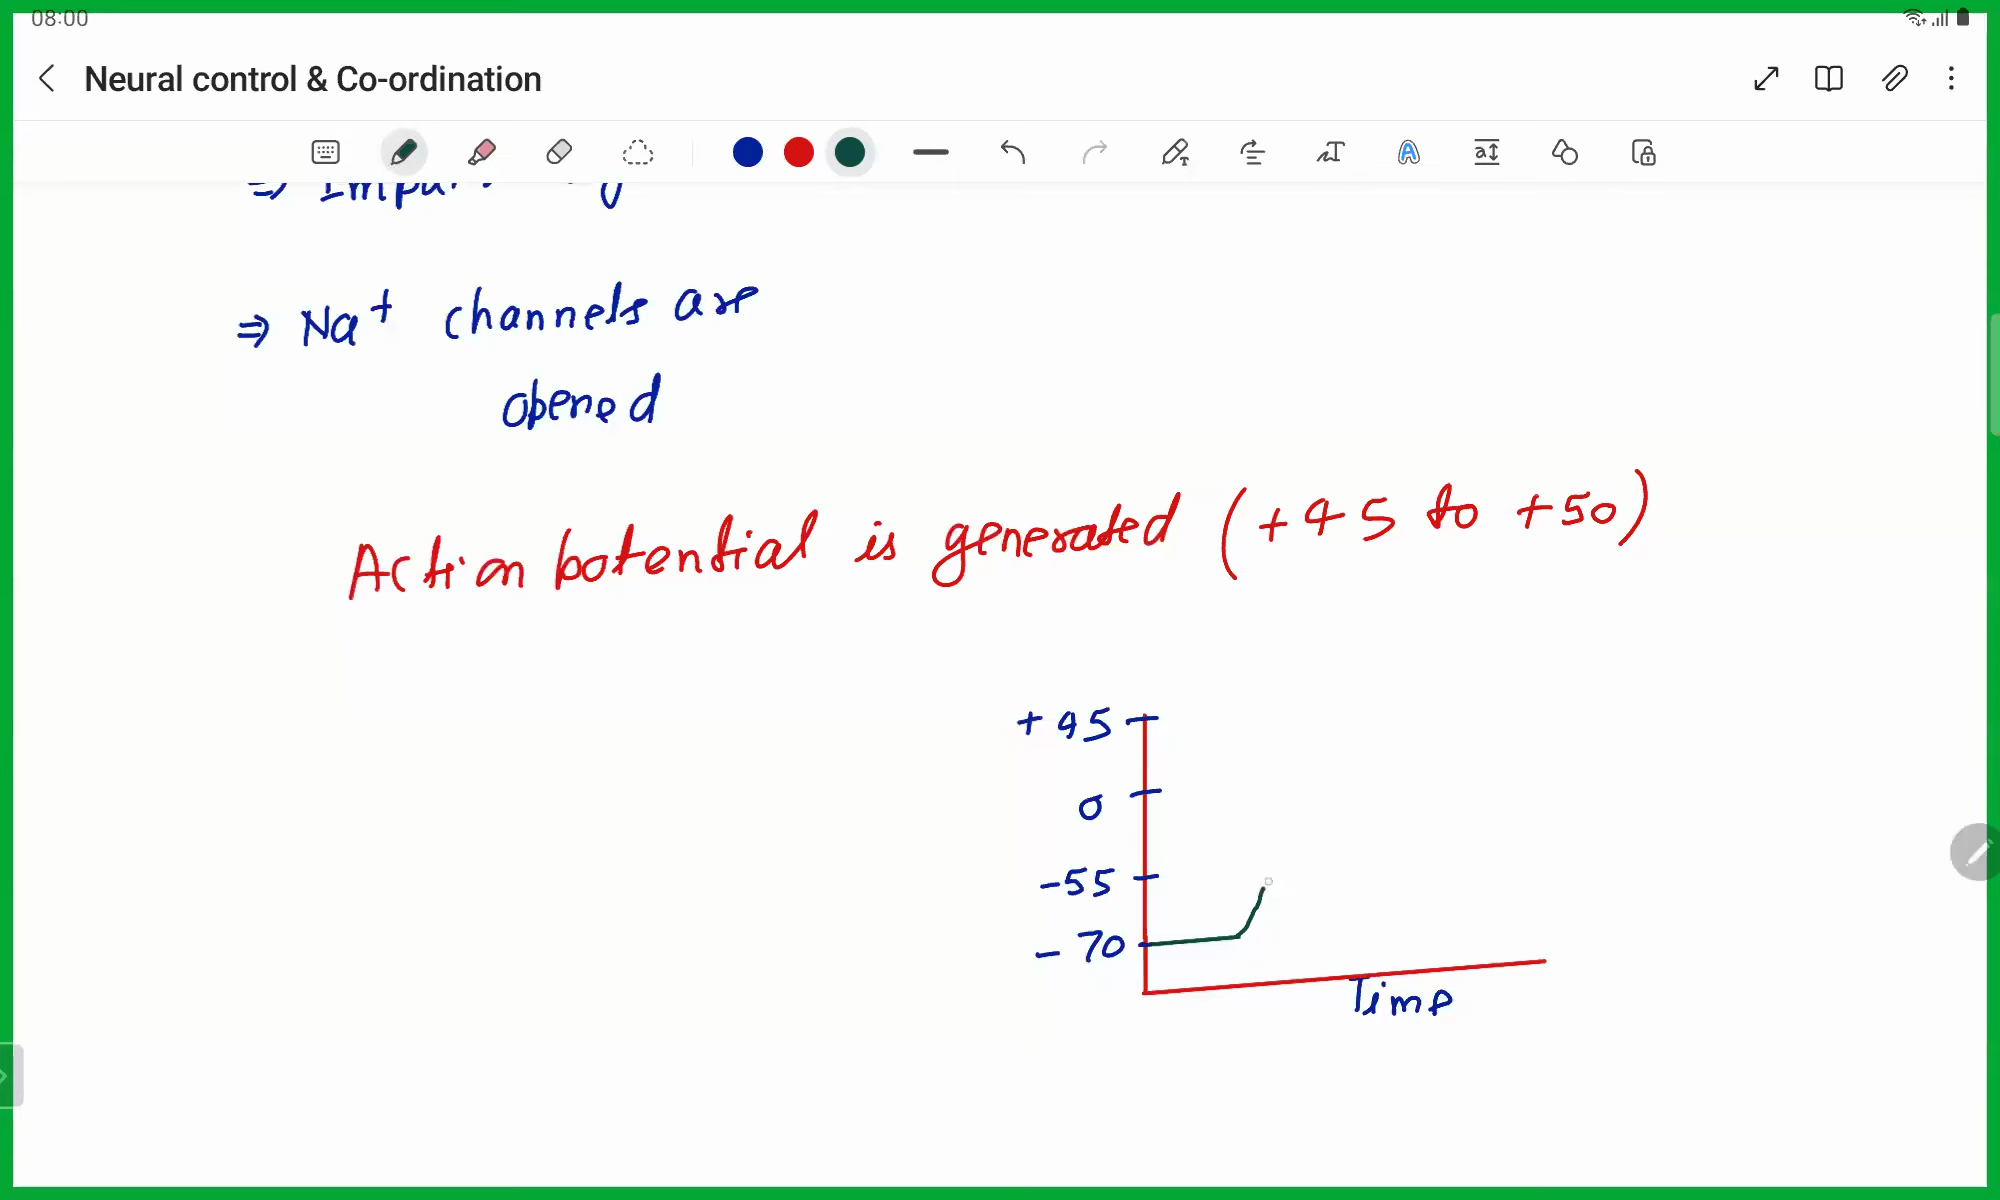 08:00
Neural control & Co-ordination
⇒ Na+ channels are
opened
Action potential is generated (+45 to +50)
+45
0
-55
-70
Time